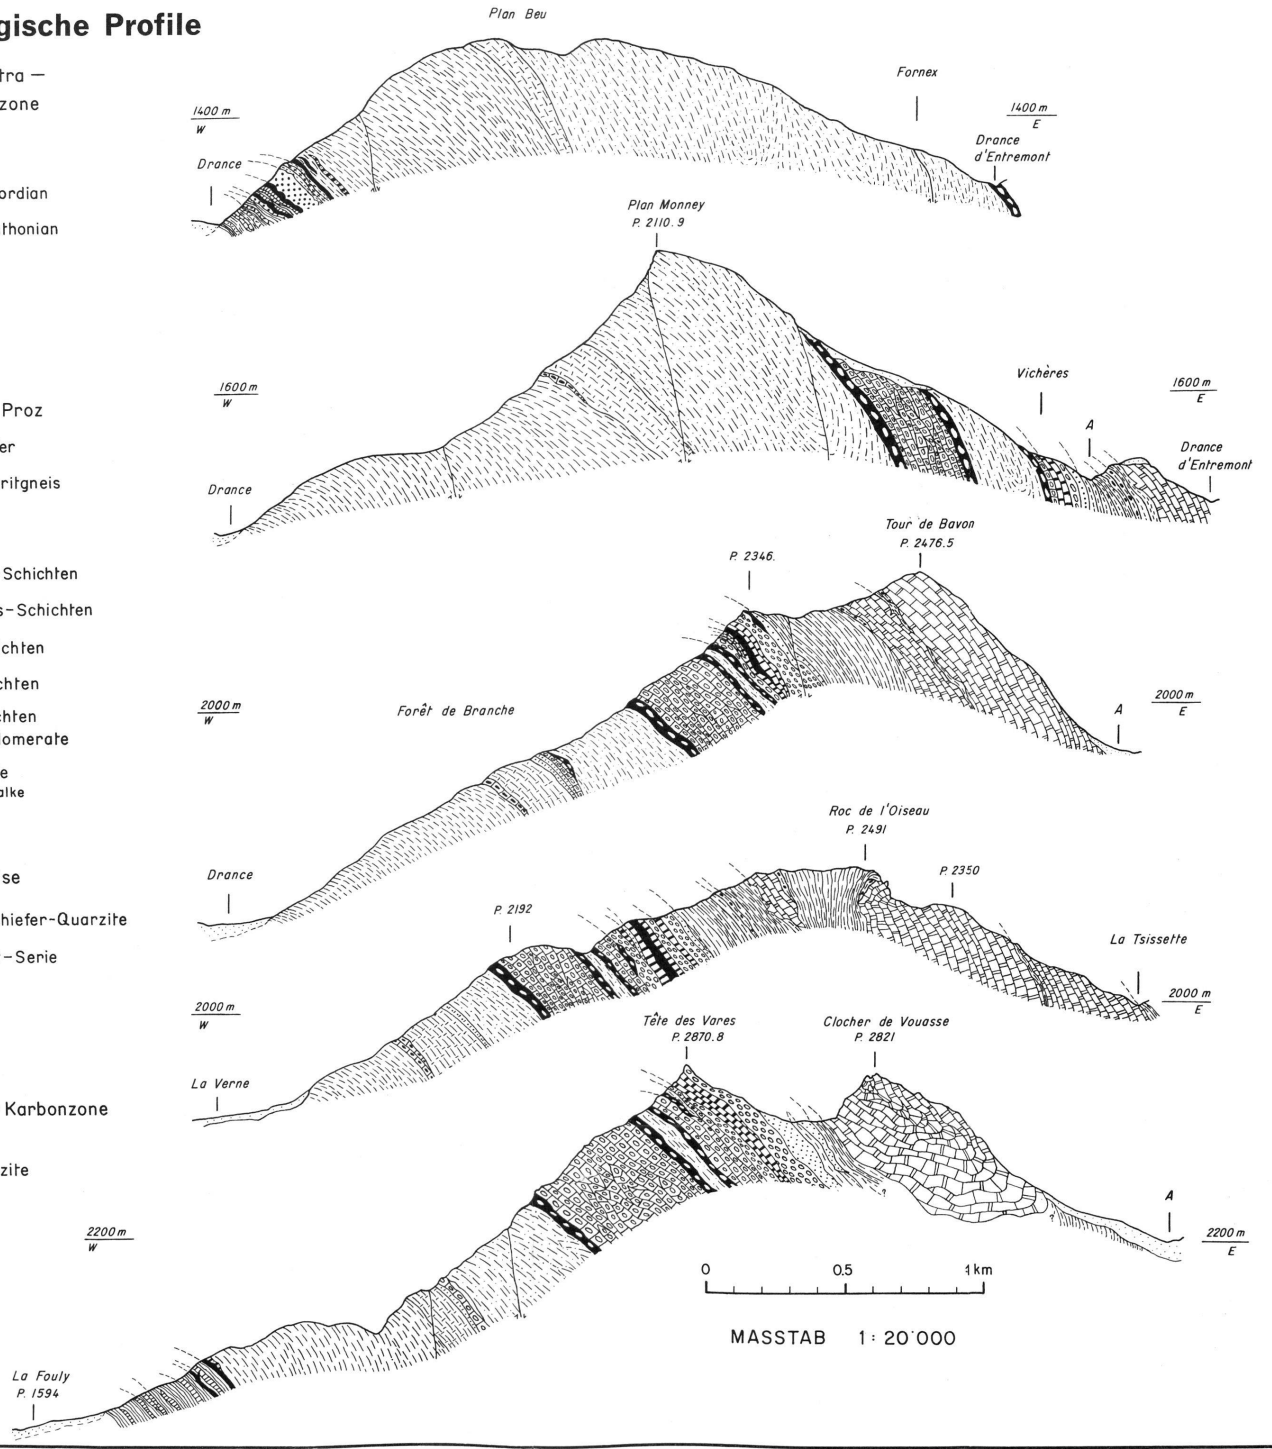 gische Profile
tra —
zone
ordian
thonian
Proz
er
ritgneis
Schichten
s-Schichten
chten
chten
chten
lomerate
e
alke
se
hiefer-Quarzite
-Serie
Karbonzone
zite
Plan Beu
Fornex
1400 m
W
1400 m
E
Drance
Drance
d'Entremont
Plan Monney
P. 2110.9
1600 m
W
Vichères
1600 m
E
A
Drance
d'Entremont
Drance
Tour de Bavon
P. 2476.5
P. 2346.
2000 m
W
Forêt de Branche
2000 m
E
A
Drance
Roc de l'Oiseau
P. 2491
P. 2350
P. 2192
La Tsissette
2000 m
W
2000 m
E
La Verne
Tête des Vares
P. 2870.8
Clocher de Vouasse
P. 2821
2200 m
W
A
2200 m
E
0 0.5 1 km
MASSTAB 1: 20'000
La Fouly
P. 1594